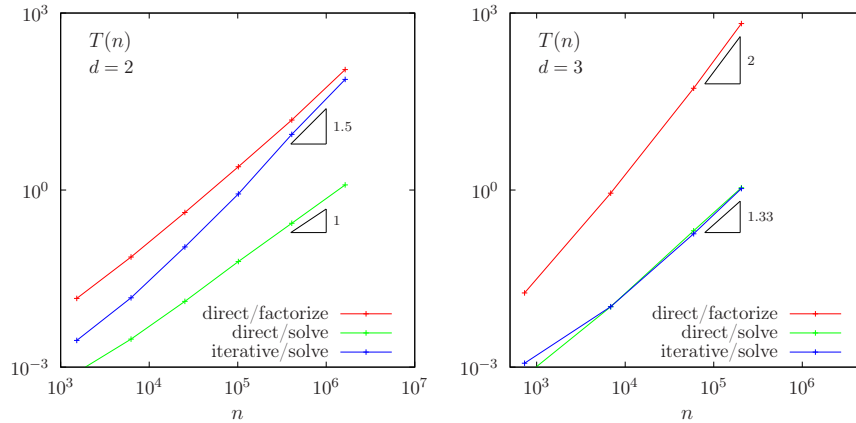 10^3
T(n)
d = 2
1.5
10^0
1
direct/factorize
direct/solve
iterative/solve
10^{-3}
10^3 10^4 10^5 10^6 10^7
n
10^3
T(n)
d = 3
2
10^0
1.33
direct/factorize
direct/solve
iterative/solve
10^{-3}
10^3 10^4 10^5 10^6
n